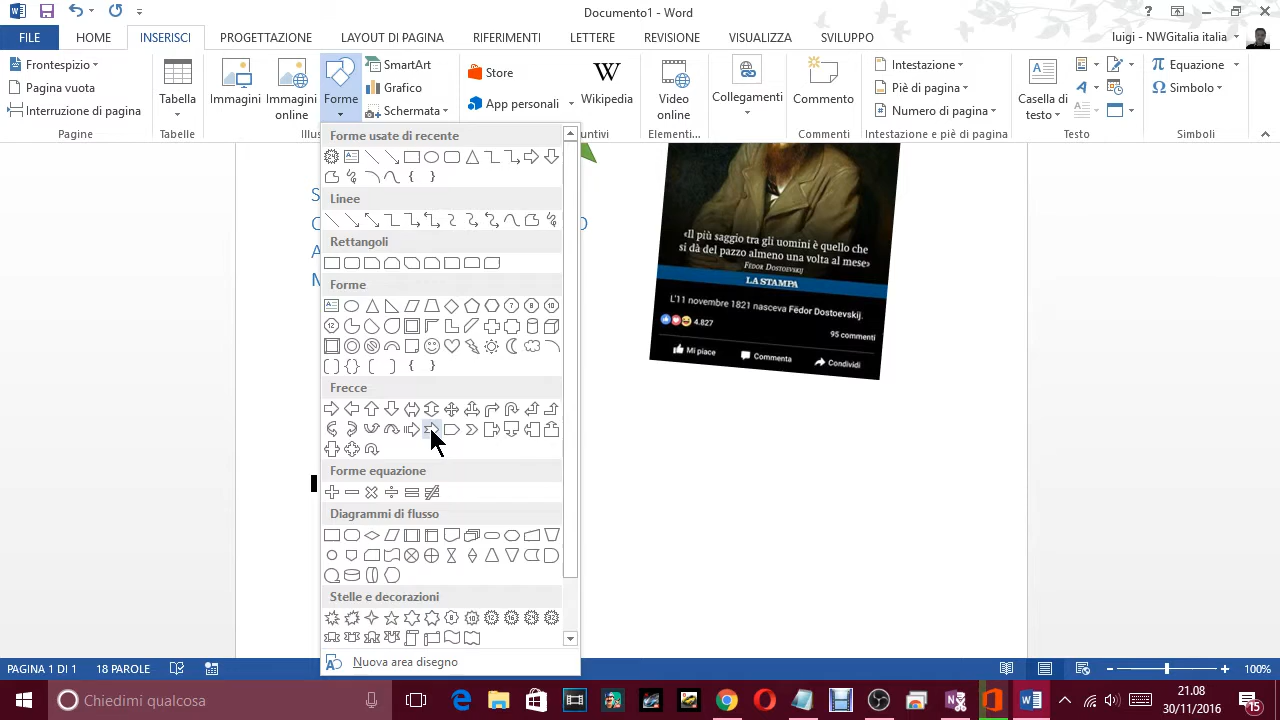 Documento1 - Word
FILE HOME INSERISCI PROGETTAZIONE LAYOUT DI PAGINA RIFERIMENTI LETTERE REVISIONE VISUALIZZA SVILUPPO luigi - NWGitalia italia
Frontespizio
Pagina vuota
Interruzione di pagina
Pagine
Tabella
Tabelle
Immagini
Immagini online
Forme
SmartArt
Grafico
Schermata
Illus
Store
App personali
untivi
Wikipedia
Video online
Elementi...
Collegamenti
Commento
Commenti
Intestazione
Piè di pagina
Numero di pagina
Intestazione e piè di pagina
Casella di testo
Testo
Equazione
Simbolo
Simboli
Forme usate di recente
Linee
Rettangoli
Forme
Frecce
Forme equazione
Diagrammi di flusso
Stelle e decorazioni
Nuova area disegno
«Il più saggio tra gli uomini è quello che
si dà del pazzo almeno una volta al mese»
FËDOR DOSTOEVSKIJ
LA STAMPA
L'11 novembre 1821 nasceva Fëdor Dostoevskij.
4.827 95 commenti
Mi piace Commenta Condividi
PAGINA 1 DI 1 18 PAROLE 100%
Chiedimi qualcosa
21.08
30/11/2016
15